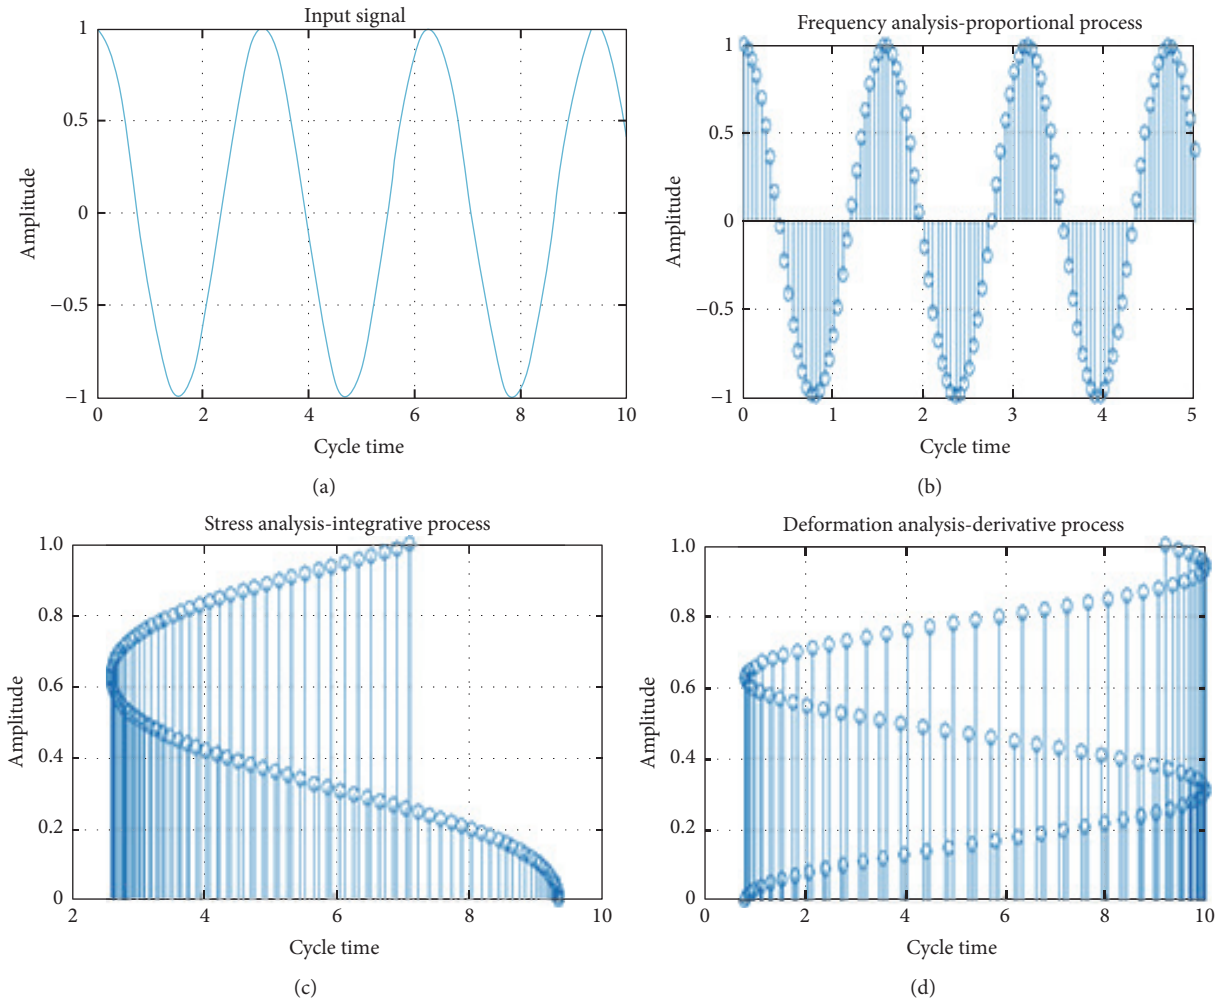 Input signal
1
0.5
0
−0.5
−1
Amplitude
0 2 4 6 8 10
Cycle time
(a)
Frequency analysis-proportional process
1
0.5
0
−0.5
−1
Amplitude
0 1 2 3 4 5
Cycle time
(b)
Stress analysis-integrative process
1.0
0.8
0.6
0.4
0.2
0
Amplitude
2 4 6 8 10
Cycle time
(c)
Deformation analysis-derivative process
1.0
0.8
0.6
0.4
0.2
0
Amplitude
0 2 4 6 8 10
Cycle time
(d)